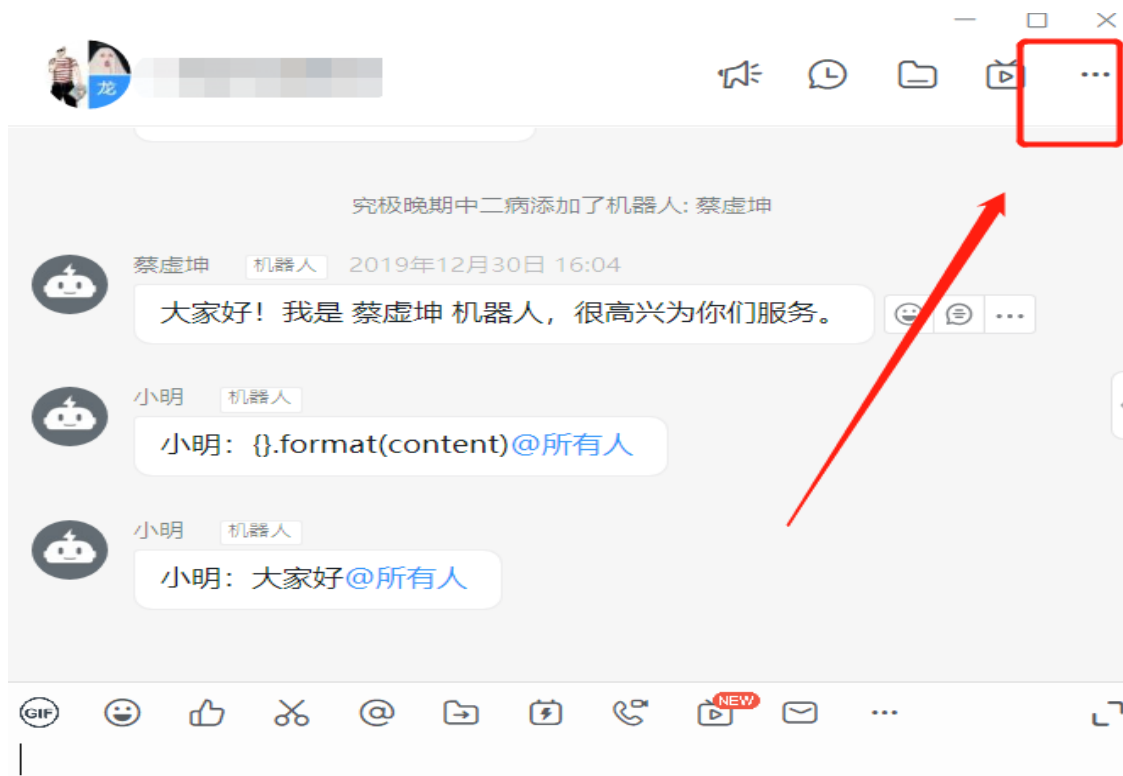 龙
究极晚期中二病添加了机器人: 蔡虚坤
蔡虚坤 机器人 2019年12月30日 16:04
大家好！我是 蔡虚坤 机器人，很高兴为你们服务。
小明 机器人
小明：{}.format(content)@所有人
小明 机器人
小明：大家好@所有人
GIF
NEW